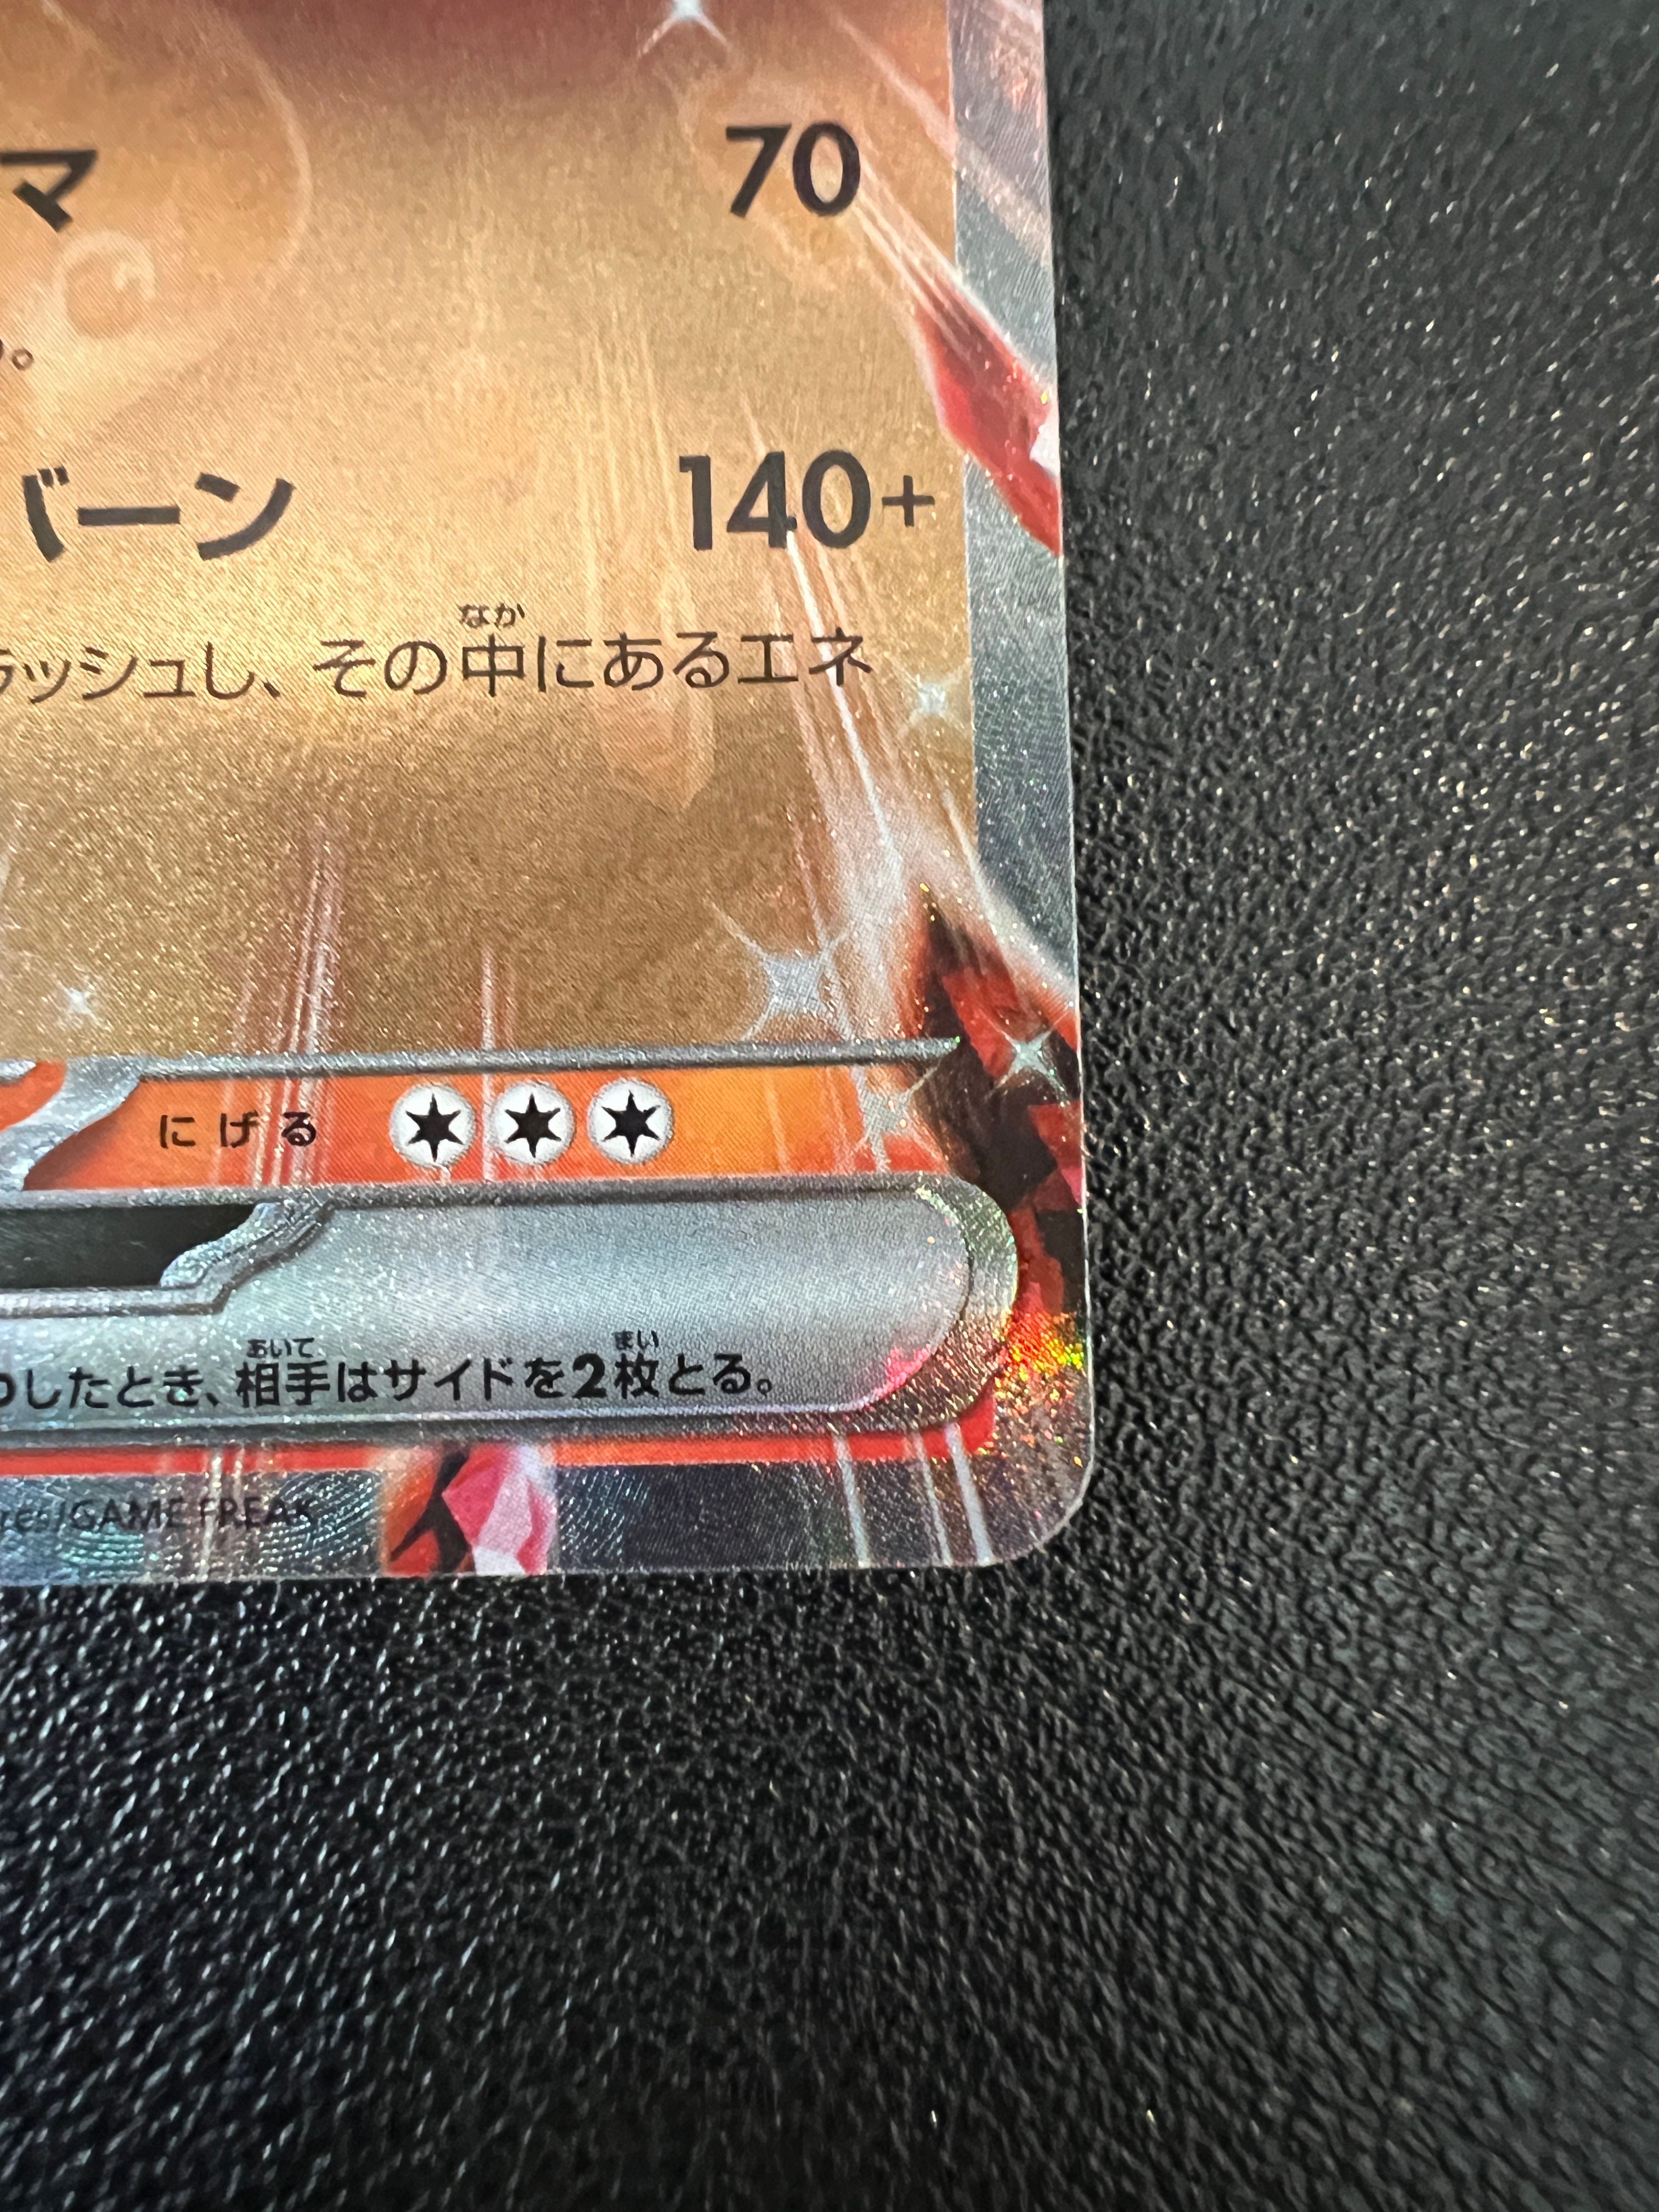 マ 70
。
バーン 140+
なか
ラッシュし、その中にあるエネ
にげる
あいて まい
したとき、相手はサイドを2枚とる。
GAME FREAK